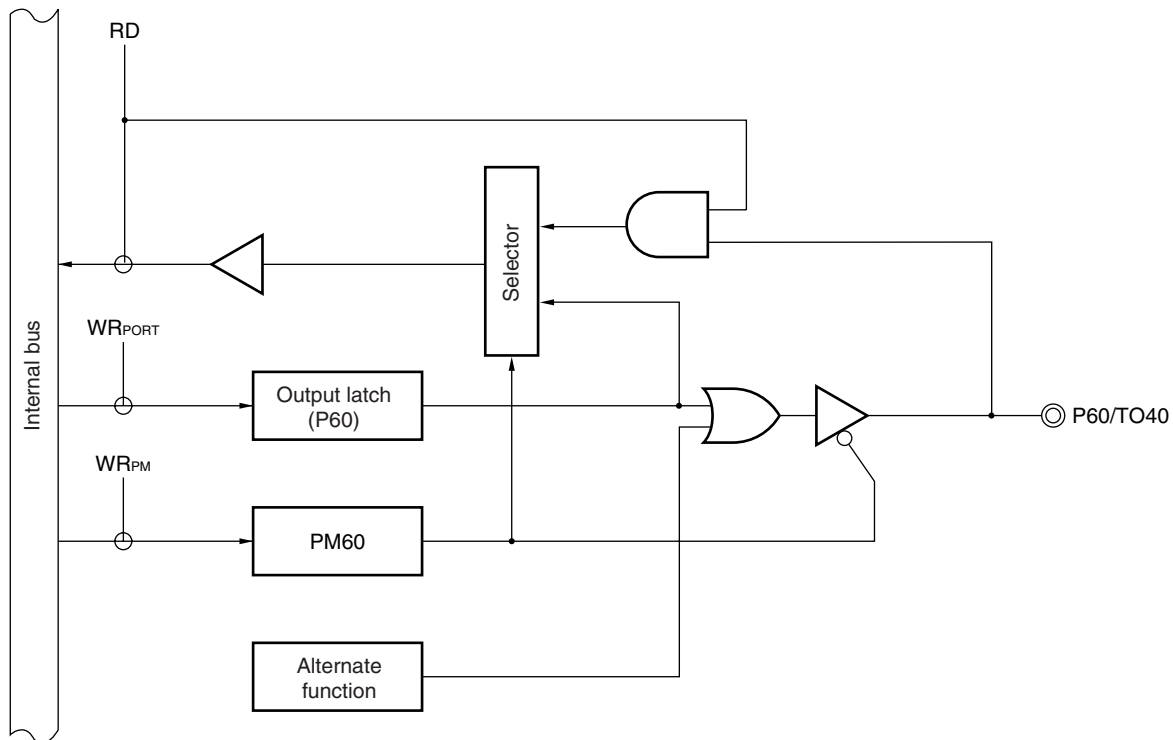 RD
Selector
Internal bus
WRPORT
Output latch
(P60)
P60/TO40
WRPM
PM60
Alternate
function